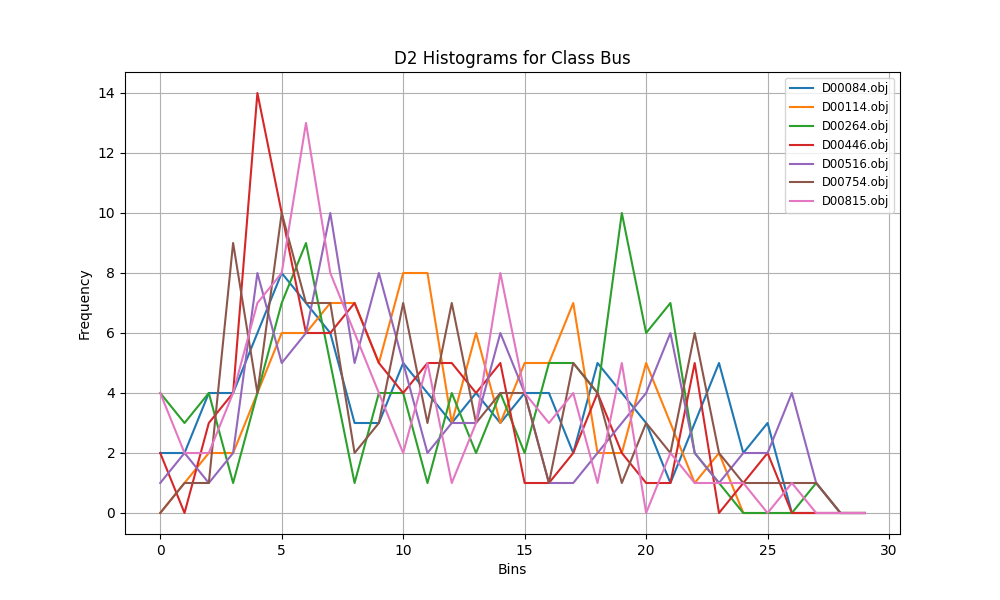 D2 Histograms for Class Bus
D00084.obj
D00114.obj
D00264.obj
D00446.obj
D00516.obj
D00754.obj
D00815.obj
Frequency
14
12
10
8
6
4
2
0
0 5 10 15 20 25 30
Bins